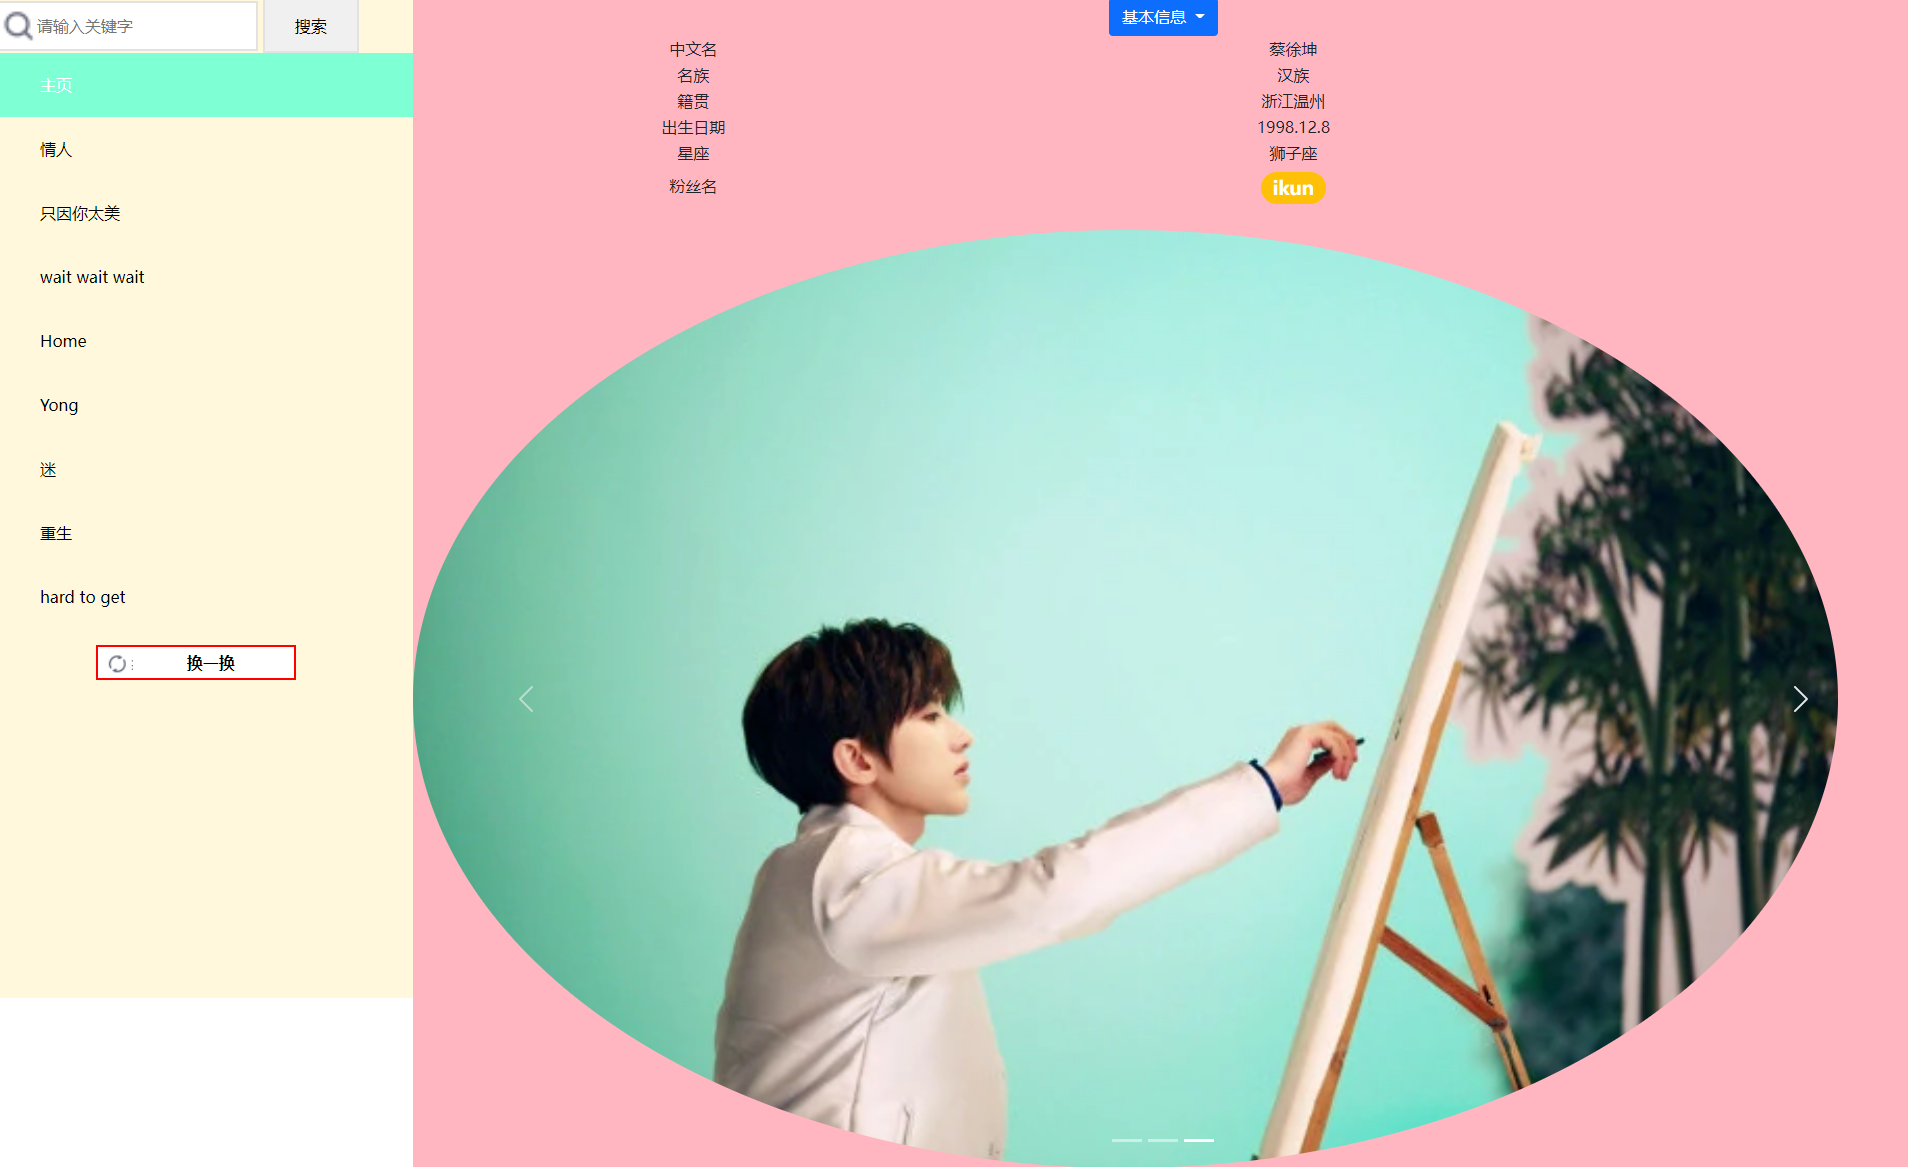 请输入关键字
搜索
主页
情人
只因你太美
wait wait wait
Home
Yong
迷
重生
hard to get
换一换
基本信息
中文名 蔡徐坤
名族 汉族
籍贯 浙江温州
出生日期 1998.12.8
星座 狮子座
粉丝名 ikun